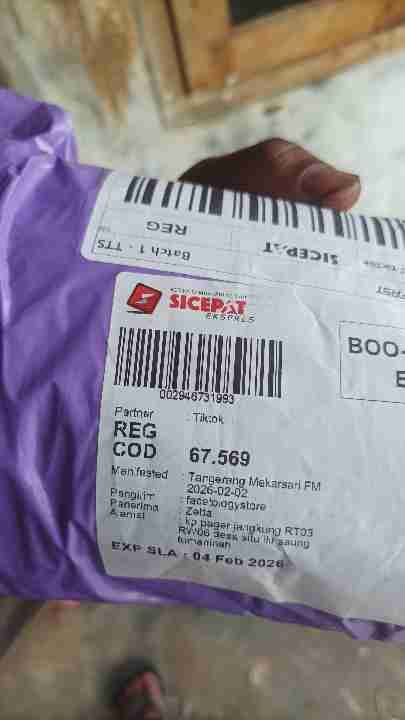 REG
Batch 1 - TTS
SICEPAT
SICEPAT
EKSPRES
BOO-
002946731993
Partner : Tiktok
REG
COD 67.569
Manifested : Tangerang Mekarsari FM
2026-02-02
Pengirim : facetologystore
Penerima : Zetta
Alamat : kp pager jangkung RT03
RW06 desa situ ilir saung
EXP SLA : 04 Feb 2026